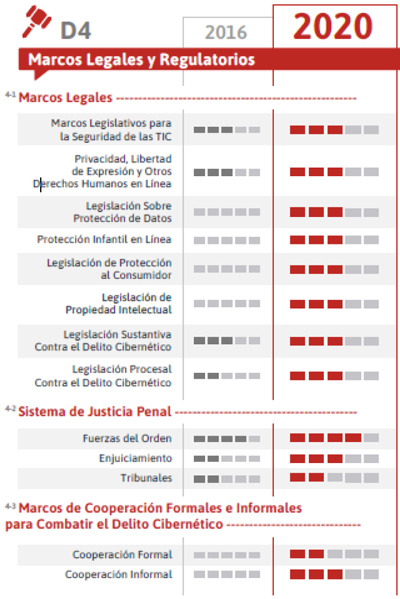 D4
2016
2020
Marcos Legales y Regulatorios
4-1 Marcos Legales
Marcos Legislativos para
la Seguridad de las TIC
Privacidad, Libertad
de Expresión y Otros
Derechos Humanos en Línea
Legislación Sobre
Protección de Datos
Protección Infantil en Línea
Legislación de Protección
al Consumidor
Legislación de
Propiedad Intelectual
Legislación Sustantiva
Contra el Delito Cibernético
Legislación Procesal
Contra el Delito Cibernético
4-2 Sistema de Justicia Penal
Fuerzas del Orden
Enjuiciamiento
Tribunales
4-3 Marcos de Cooperación Formales e Informales
para Combatir el Delito Cibernético
Cooperación Formal
Cooperación Informal